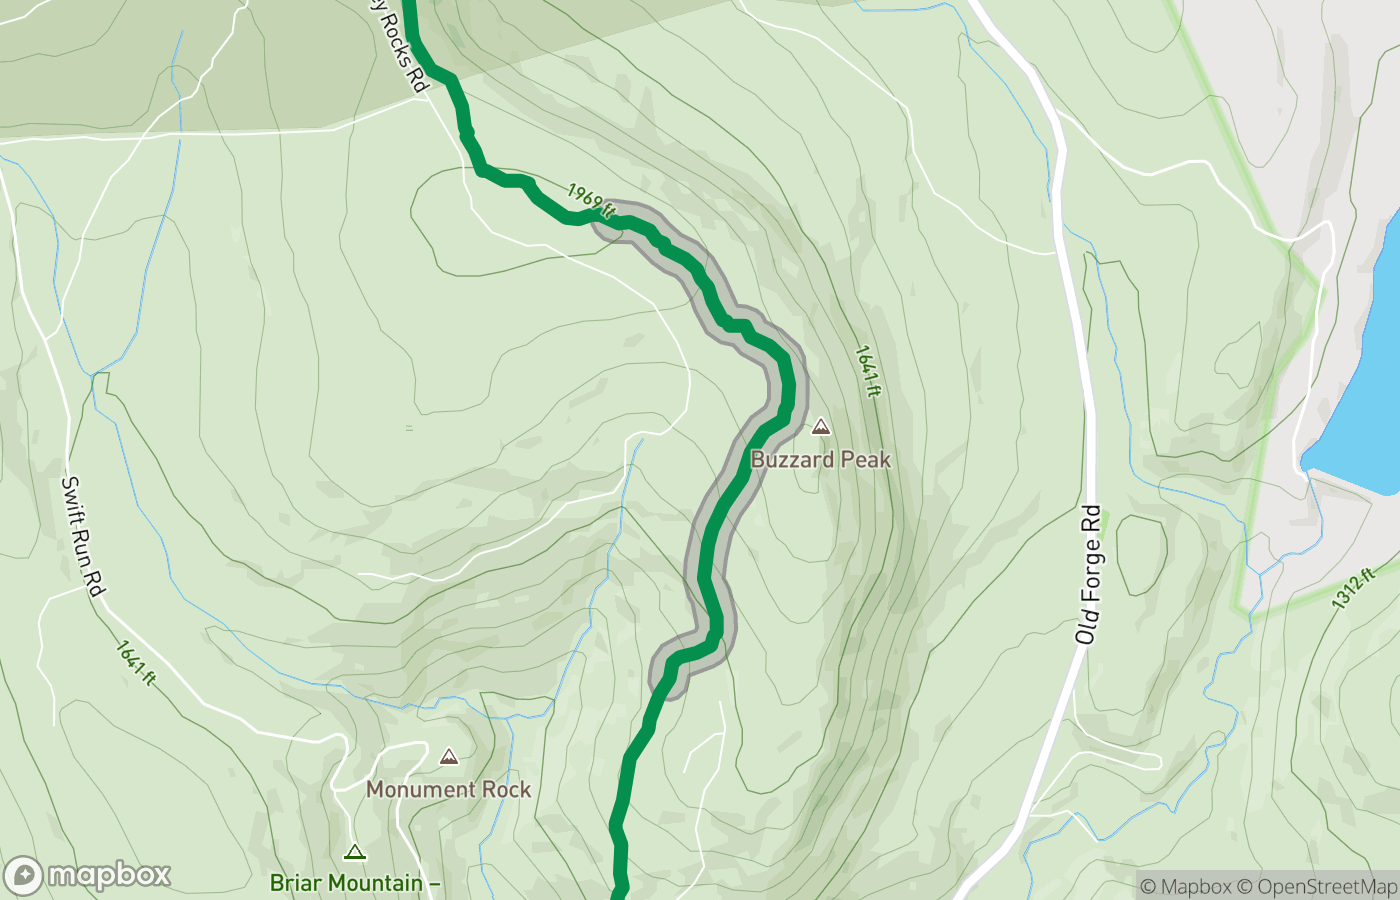 Rocks Rd
1969 ft
1641 ft
Buzzard Peak
Swift Run Rd
Old Forge Rd
1312 ft
1641 ft
Monument Rock
Briar Mountain –
mapbox
© Mapbox © OpenStreetMap